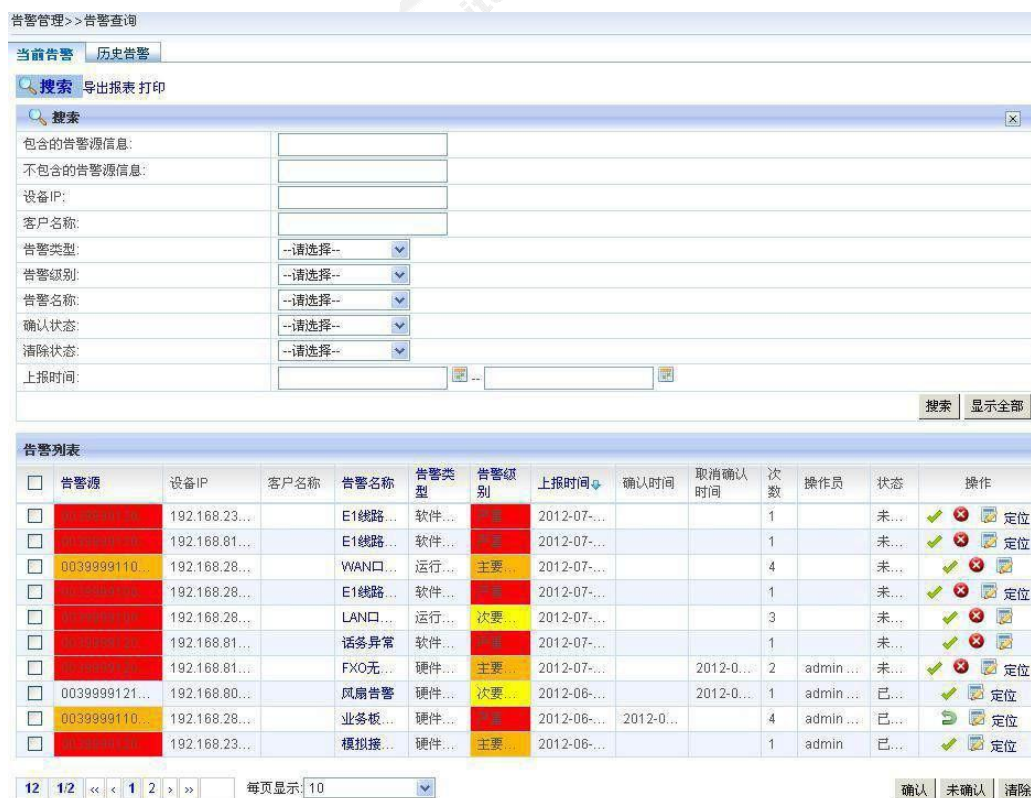 告警管理>>告警查询
当前告警 历史告警
搜索 导出报表 打印
搜索
包含的告警源信息:
不包含的告警源信息:
设备IP:
客户名称:
告警类型: --请选择--
告警级别: --请选择--
告警名称: --请选择--
确认状态: --请选择--
清除状态: --请选择--
上报时间: --
搜索 显示全部
告警列表
告警源 设备IP 客户名称 告警名称 告警类型 告警级别 上报时间 确认时间 取消确认时间 次数 操作员 状态 操作
192.168.23... E1线路... 软件... 2012-07-... 1 未... 定位
192.168.81... E1线路... 软件... 2012-07-... 1 未... 定位
0039999110... 192.168.28... WAN口... 运行... 主要... 2012-07-... 4 未...
192.168.28... E1线路... 软件... 2012-07-... 1 未... 定位
192.168.28... LAN口... 运行... 次要... 2012-07-... 3 未...
192.168.81... 话务异常 软件... 2012-07-... 1 未...
192.168.81... FXO无... 硬件... 主要... 2012-07-... 2012-0... 2 admin ... 未... 定位
0039999121... 192.168.80... 风扇告警 硬件... 次要... 2012-06-... 2012-0... 1 admin ... 已... 定位
0039999110... 192.168.28... 业务板... 硬件... 2012-06-... 2012-0... 4 admin ... 已... 定位
192.168.23... 模拟接... 硬件... 主要... 2012-06-... 1 admin 已... 定位
12 1/2 « ‹ 1 2 › » 每页显示: 10 确认 未确认 清除